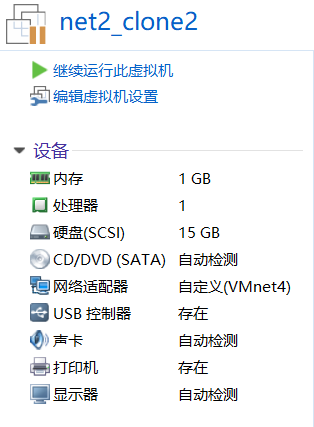 net2_clone2
继续运行此虚拟机
编辑虚拟机设置
设备
内存 1 GB
处理器 1
硬盘(SCSI) 15 GB
CD/DVD (SATA) 自动检测
网络适配器 自定义(VMnet4)
USB 控制器 存在
声卡 自动检测
打印机 存在
显示器 自动检测